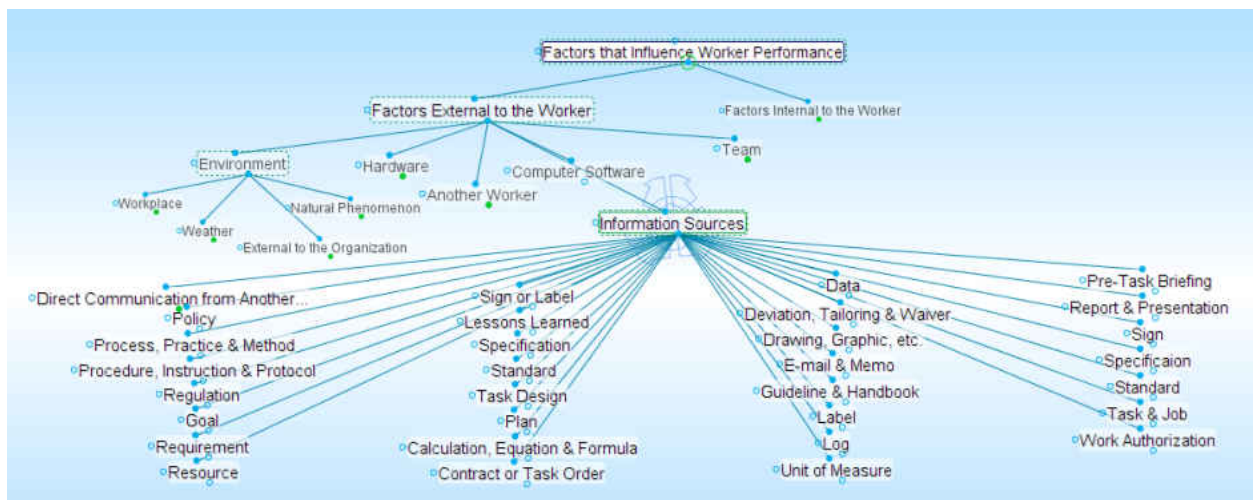 Factors that Influence Worker Performance
Factors External to the Worker
Factors Internal to the Worker
Environment
Hardware
Another Worker
Computer Software
Team
Workplace
Weather
Natural Phenomenon
External to the Organization
Information Sources
Direct Communication from Another...
Policy
Process, Practice & Method
Procedure, Instruction & Protocol
Regulation
Goal
Requirement
Resource
Sign or Label
Lessons Learned
Specification
Standard
Task Design
Plan
Calculation, Equation & Formula
Contract or Task Order
Data
Deviation, Tailoring & Waiver
Drawing, Graphic, etc.
E-mail & Memo
Guideline & Handbook
Label
Log
Unit of Measure
Pre-Task Briefing
Report & Presentation
Sign
Specificaion
Standard
Task & Job
Work Authorization